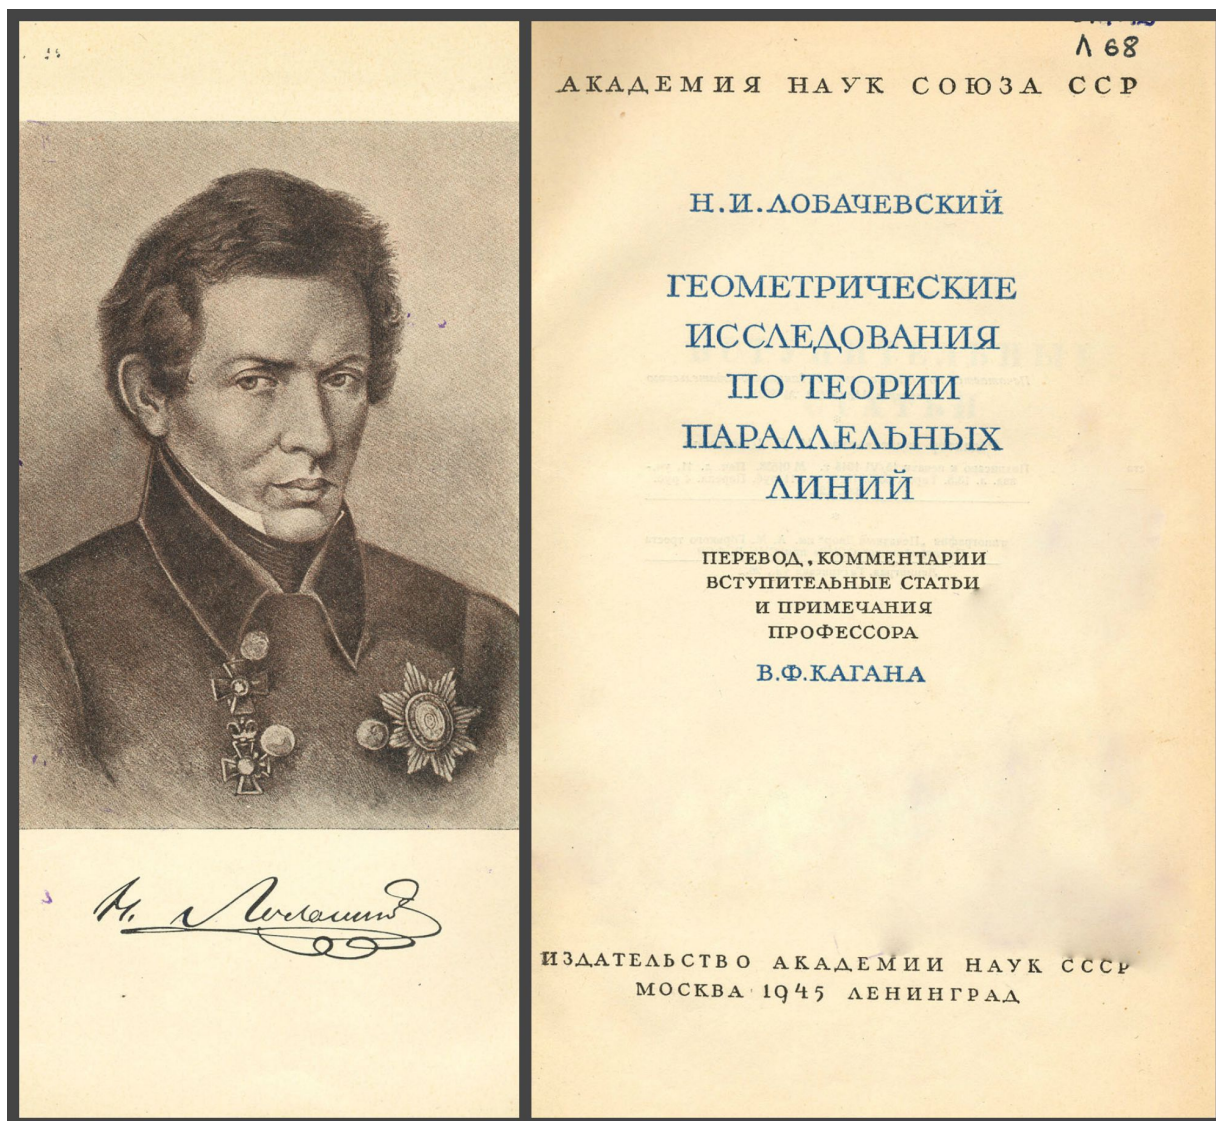 Л 68
АКАДЕМИЯ НАУК СОЮЗА ССР
Н.И.ЛОБАЧЕВСКИЙ
ГЕОМЕТРИЧЕСКИЕ
ИССЛЕДОВАНИЯ
ПО ТЕОРИИ
ПАРАЛЛЕЛЬНЫХ
ЛИНИЙ
ПЕРЕВОД, КОММЕНТАРИИ
ВСТУПИТЕЛЬНЫЕ СТАТЬИ
И ПРИМЕЧАНИЯ
ПРОФЕССОРА
В.Ф.КАГАНА
ИЗДАТЕЛЬСТВО АКАДЕМИИ НАУК СССР
МОСКВА 1945 ЛЕНИНГРАД